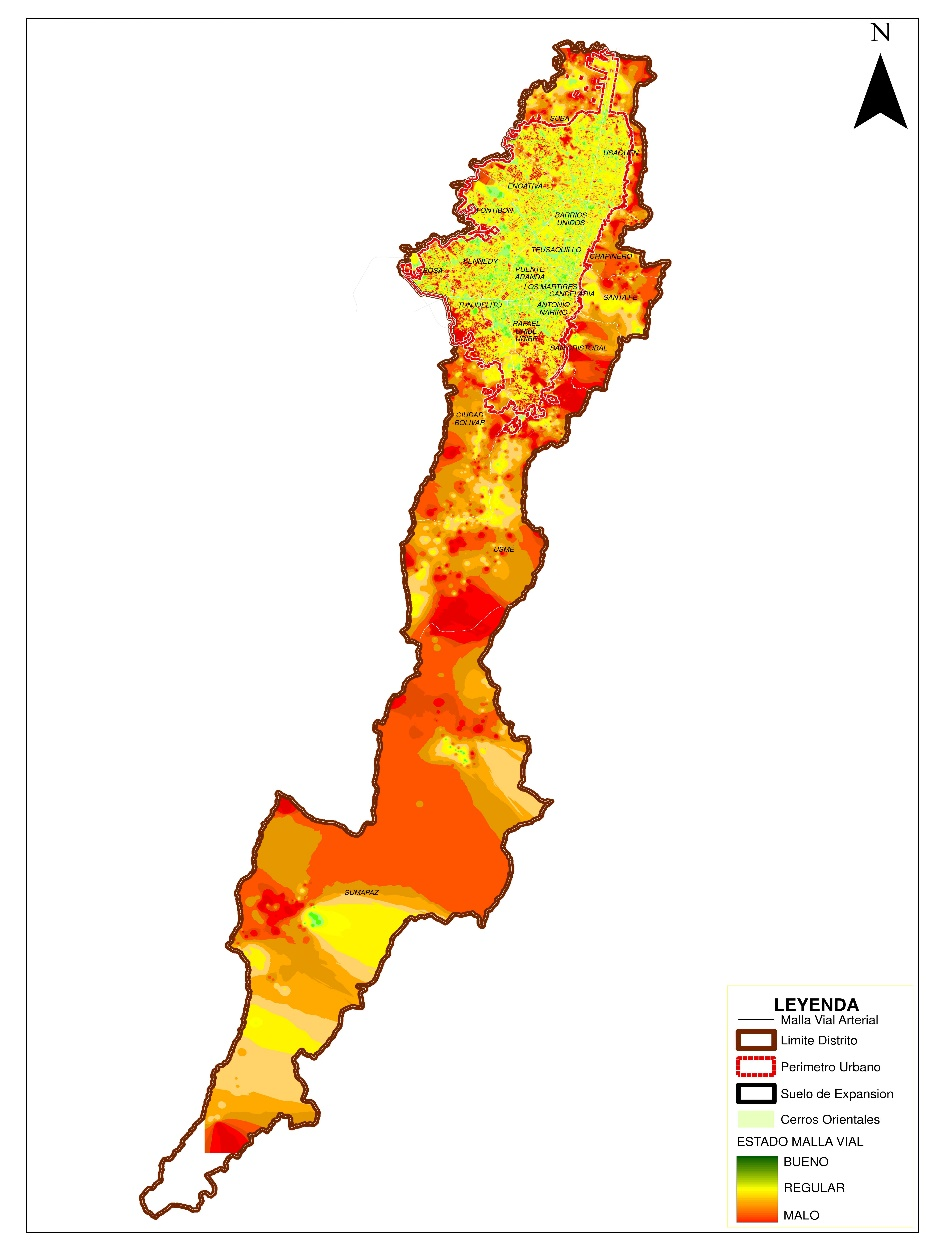 N
SUBA
USAQUEN
ENGATIVA
FONTIBON
BARRIOS
UNIDOS
TEUSAQUILLO
CHAPINERO
KENNEDY
BOSA
PUENTE
ARANDA
LOS MARTIRES
CANDELARIA
SANTA FE
TUNJUELITO
ANTONIO
NARIÑO
RAFAEL
URIBE
URIBE
SAN CRISTOBAL
CIUDAD
BOLIVAR
USME
SUMAPAZ
LEYENDA
Malla Vial Arterial
Limite Distrito
Perimetro Urbano
Suelo de Expansion
Cerros Orientales
ESTADO MALLA VIAL
BUENO
REGULAR
MALO